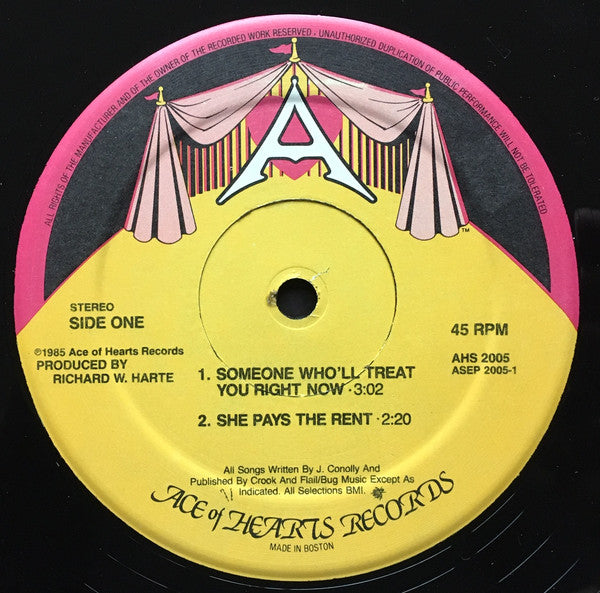 ALL RIGHTS OF THE MANUFACTURER AND OF THE OWNER OF THE RECORDED WORK RESERVED - UNAUTHORIZED DUPLICATION OF PUBLIC PERFORMANCE WILL NOT BE TOLERATED
A
TM
STEREO
SIDE ONE
45 RPM
℗1985 Ace of Hearts Records
PRODUCED BY
RICHARD W. HARTE
AHS 2005
ASEP 2005-1
1. SOMEONE WHO'LL TREAT
YOU RIGHT NOW · 3:02
2. SHE PAYS THE RENT · 2:20
All Songs Written By J. Conolly And
Published By Crook And Flail/Bug Music Except As
Indicated. All Selections BMI.
ACE of HEARTS RECORDS
MADE IN BOSTON